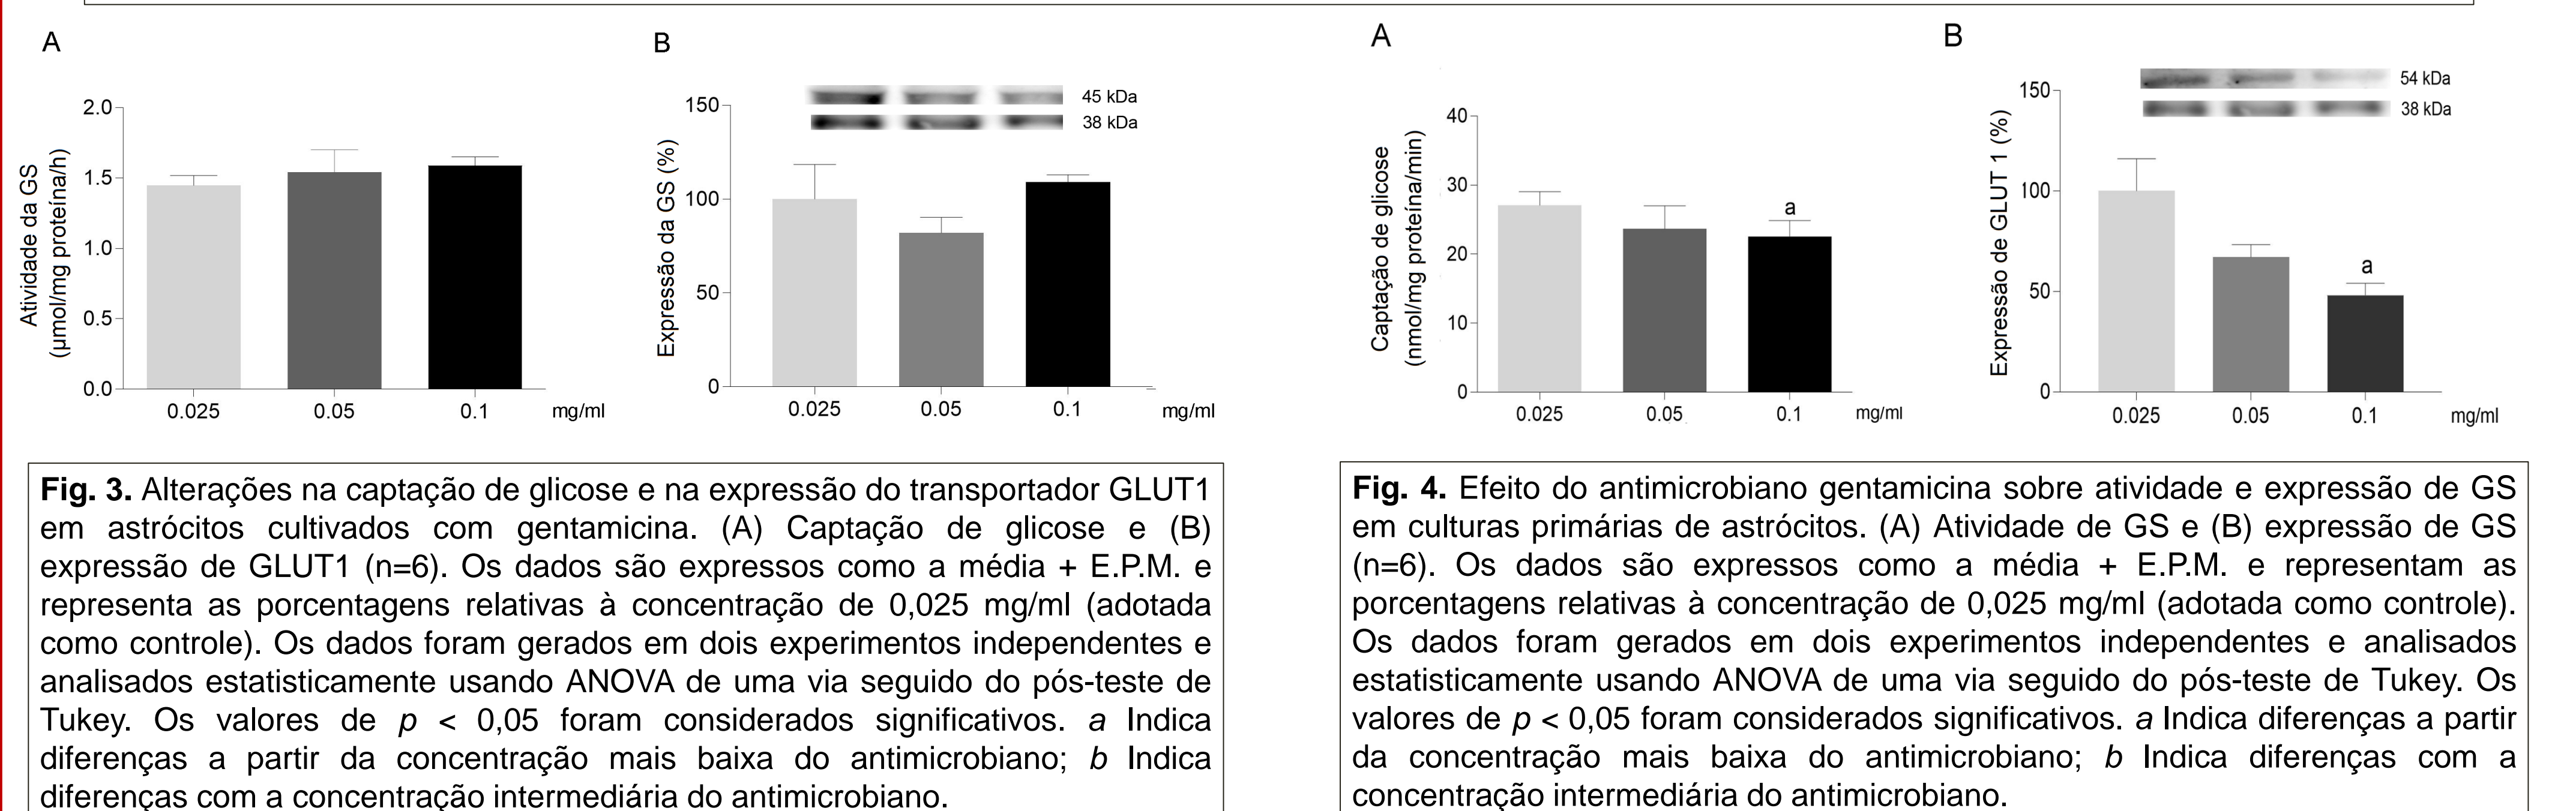 A
Atividade da GS
(μmol/mg proteína/h)
2.0
1.5
1.0
0.5
0.0
0.025
0.05
0.1
mg/ml
B
45 kDa
38 kDa
Expressão da GS (%)
150
100
50
0
0.025
0.05
0.1
mg/ml
A
Captação de glicose
(nmol/mg proteína/min)
40
30
20
10
0
a
0.025
0.05
0.1
mg/ml
B
54 kDa
38 kDa
Expressão de GLUT 1 (%)
150
100
50
0
a
0.025
0.05
0.1
mg/ml
Fig. 3. Alterações na captação de glicose e na expressão do transportador GLUT1
em astrócitos cultivados com gentamicina. (A) Captação de glicose e (B)
expressão de GLUT1 (n=6). Os dados são expressos como a média + E.P.M. e
representa as porcentagens relativas à concentração de 0,025 mg/ml (adotada
como controle). Os dados foram gerados em dois experimentos independentes e
analisados estatisticamente usando ANOVA de uma via seguido do pós-teste de
Tukey. Os valores de p < 0,05 foram considerados significativos. a Indica
diferenças a partir da concentração mais baixa do antimicrobiano; b Indica
diferenças com a concentração intermediária do antimicrobiano.
Fig. 4. Efeito do antimicrobiano gentamicina sobre atividade e expressão de GS
em culturas primárias de astrócitos. (A) Atividade de GS e (B) expressão de GS
(n=6). Os dados são expressos como a média + E.P.M. e representam as
porcentagens relativas à concentração de 0,025 mg/ml (adotada como controle).
Os dados foram gerados em dois experimentos independentes e analisados
estatisticamente usando ANOVA de uma via seguido do pós-teste de Tukey. Os
valores de p < 0,05 foram considerados significativos. a Indica diferenças a partir
da concentração mais baixa do antimicrobiano; b Indica diferenças com a
concentração intermediária do antimicrobiano.